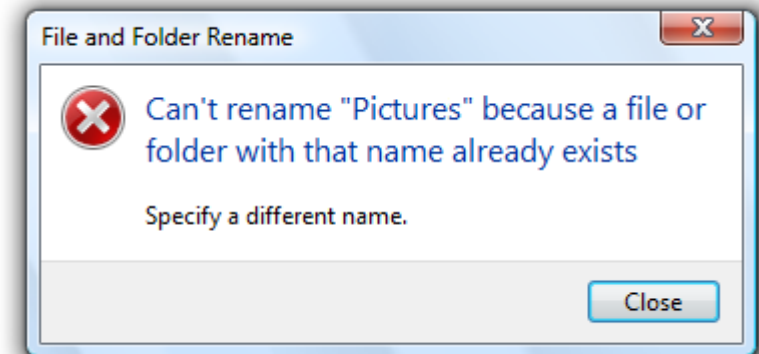 File and Folder Rename
Can't rename "Pictures" because a file or
folder with that name already exists
Specify a different name.
Close